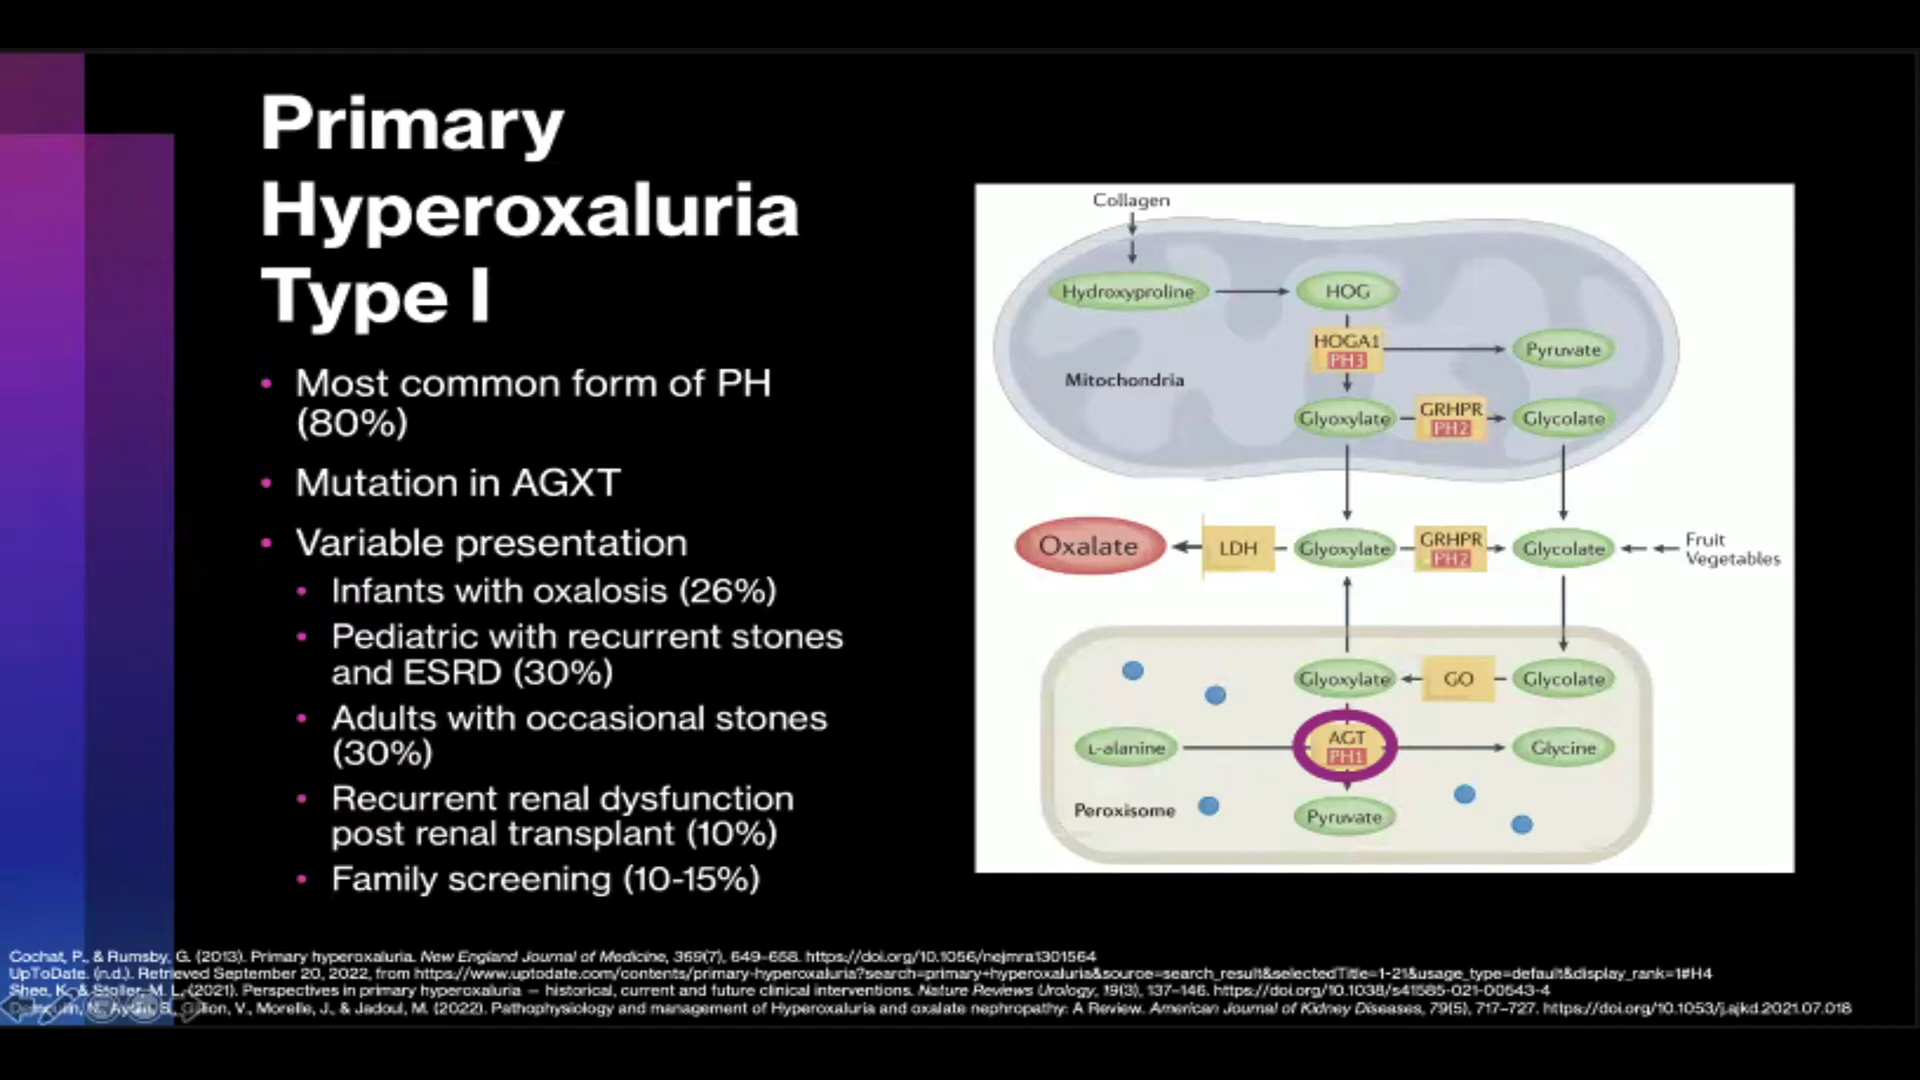 Primary
Hyperoxaluria
Type I
• Most common form of PH
(80%)
• Mutation in AGXT
• Variable presentation
• Infants with oxalosis (26%)
• Pediatric with recurrent stones
and ESRD (30%)
• Adults with occasional stones
(30%)
• Recurrent renal dysfunction
post renal transplant (10%)
• Family screening (10-15%)
Collagen
Hydroxyproline
HOG
HOGA1
PH3
Pyruvate
Mitochondria
Glyoxylate
GRHPR
PH2
Glycolate
Oxalate
LDH
Glyoxylate
GRHPR
PH2
Glycolate
Fruit
Vegetables
Glyoxylate
GO
Glycolate
L-alanine
AGT
PH1
Glycine
Peroxisome
Pyruvate
Cochat, P., & Rumsby, G. (2013). Primary hyperoxaluria. New England Journal of Medicine, 369(7), 649–658. https://doi.org/10.1056/nejmra1301564
UpToDate. (n.d.). Retrieved September 20, 2022, from https://www.uptodate.com/contents/primary-hyperoxaluria?search=primary+hyperoxaluria&source=search_result&selectedTitle=1~21&usage_type=default&display_rank=1#H4
Shee, K., & Stoller, M. L. (2021). Perspectives in primary hyperoxaluria — historical, current and future clinical interventions. Nature Reviews Urology, 19(3), 137–146. https://doi.org/10.1038/s41585-021-00543-4
V., Morelle, J., & Jadoul, M. (2022). Pathophysiology and management of Hyperoxaluria and oxalate nephropathy: A Review. American Journal of Kidney Diseases, 79(5), 717–727. https://doi.org/10.1053/j.ajkd.2021.07.018